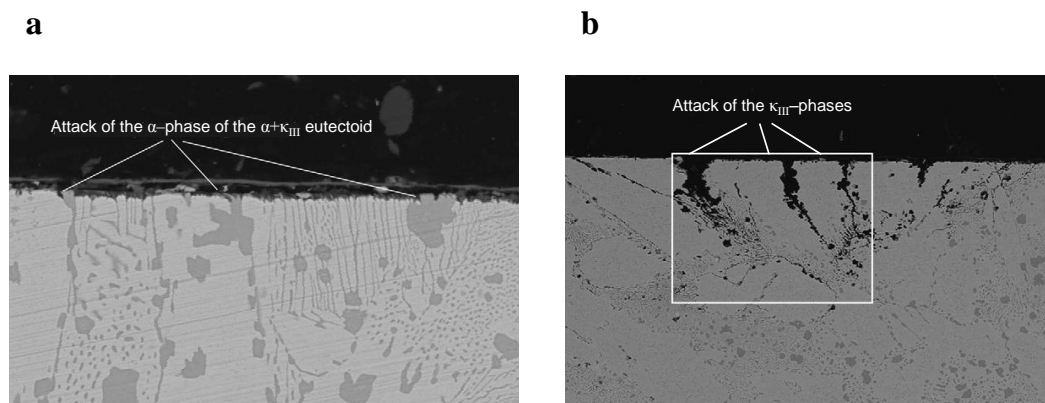 a
b
Attack of the α–phase of the α+κIII eutectoid
Attack of the κIII–phases